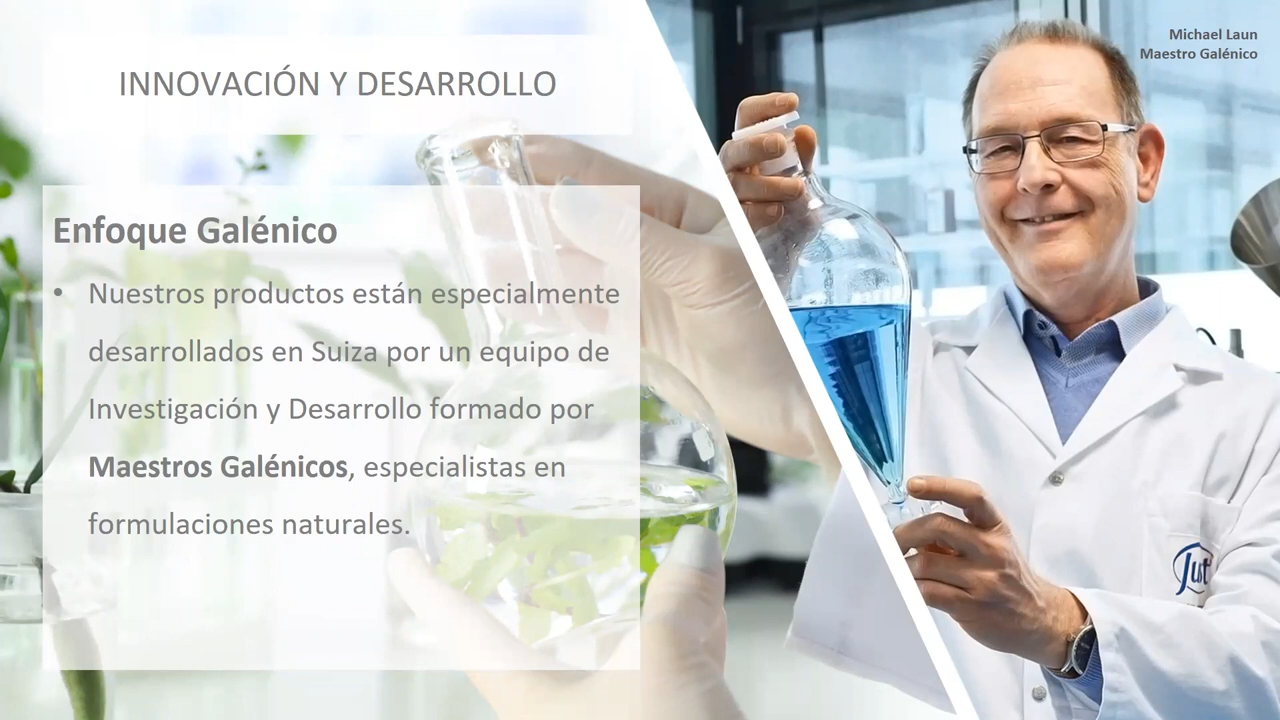 INNOVACIÓN Y DESARROLLO
Michael Laun
Maestro Galénico
Enfoque Galénico
• Nuestros productos están especialmente
desarrollados en Suiza por un equipo de
Investigación y Desarrollo formado por
Maestros Galénicos, especialistas en
formulaciones naturales.
Just